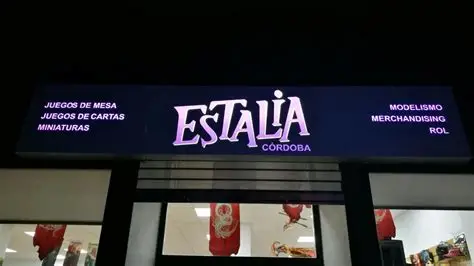 JUEGOS DE MESA
JUEGOS DE CARTAS
MINIATURAS
ESTALIA
CÓRDOBA
MODELISMO
MERCHANDISING
ROL